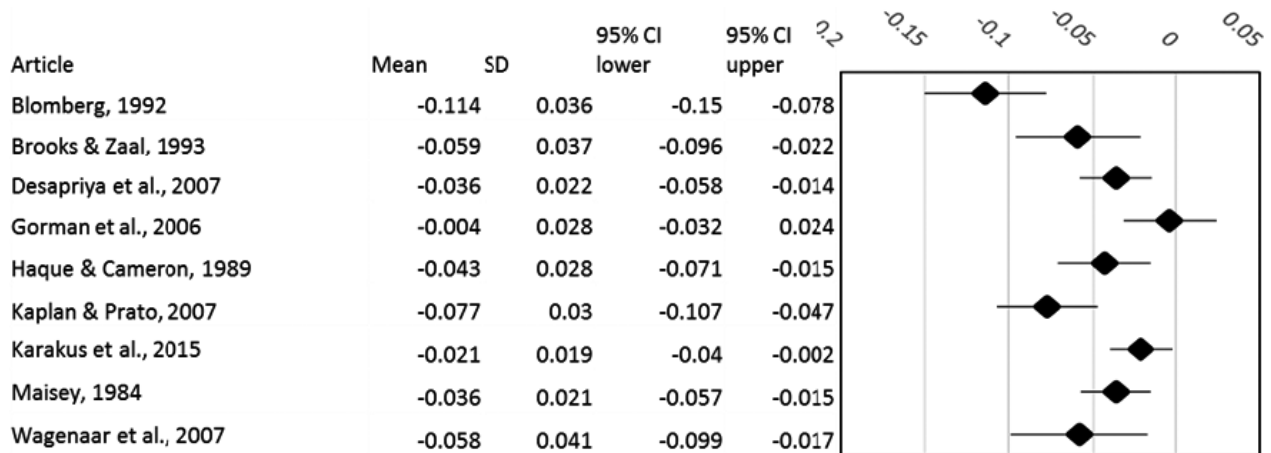 0.2 -0.15 -0.1 -0.05 0 0.05
Article Mean SD 95% CI lower 95% CI upper
Blomberg, 1992 -0.114 0.036 -0.15 -0.078
Brooks & Zaal, 1993 -0.059 0.037 -0.096 -0.022
Desapriya et al., 2007 -0.036 0.022 -0.058 -0.014
Gorman et al., 2006 -0.004 0.028 -0.032 0.024
Haque & Cameron, 1989 -0.043 0.028 -0.071 -0.015
Kaplan & Prato, 2007 -0.077 0.03 -0.107 -0.047
Karakus et al., 2015 -0.021 0.019 -0.04 -0.002
Maisey, 1984 -0.036 0.021 -0.057 -0.015
Wagenaar et al., 2007 -0.058 0.041 -0.099 -0.017